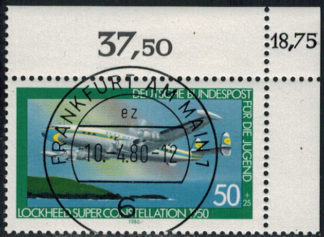 37,50
18,75
DEUTSCHE BUNDESPOST
FÜR DIE JUGEND
FRANKFURT AM MAIN 1
ez
10.-4.80-12
6
50
+25
LOCKHEED SUPER CONSTELLATION 1950
1980